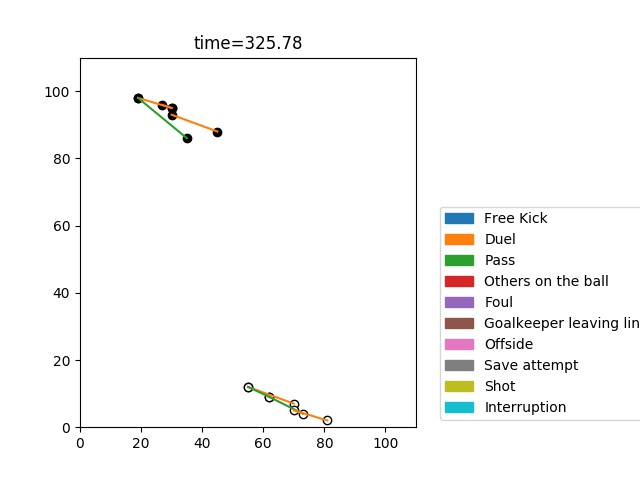 time=325.78
100
80
60
40
20
0
0 20 40 60 80 100
Free Kick
Duel
Pass
Others on the ball
Foul
Goalkeeper leaving lin
Offside
Save attempt
Shot
Interruption